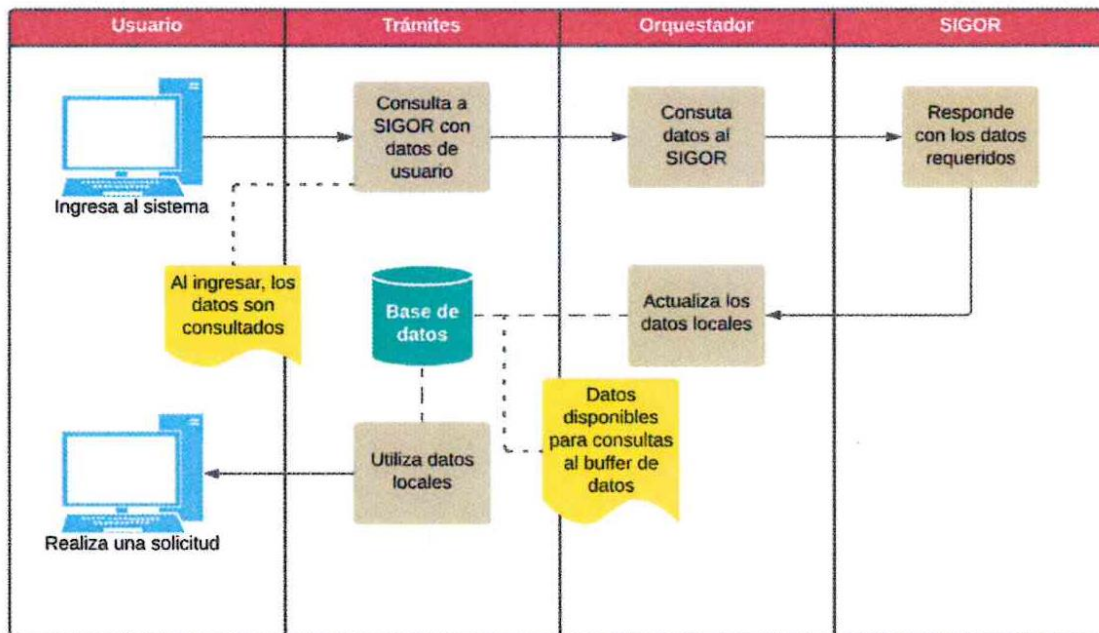 Usuario
Trámites
Orquestador
SIGOR
Consulta a
SIGOR con
datos de
usuario
Consuta
datos al
SIGOR
Responde
con los datos
requeridos
Ingresa al sistema
Al ingresar, los
datos son
consultados
Base de
datos
Actualiza los
datos locales
Datos
disponibles
para consultas
al buffer de
datos
Utiliza datos
locales
Realiza una solicitud